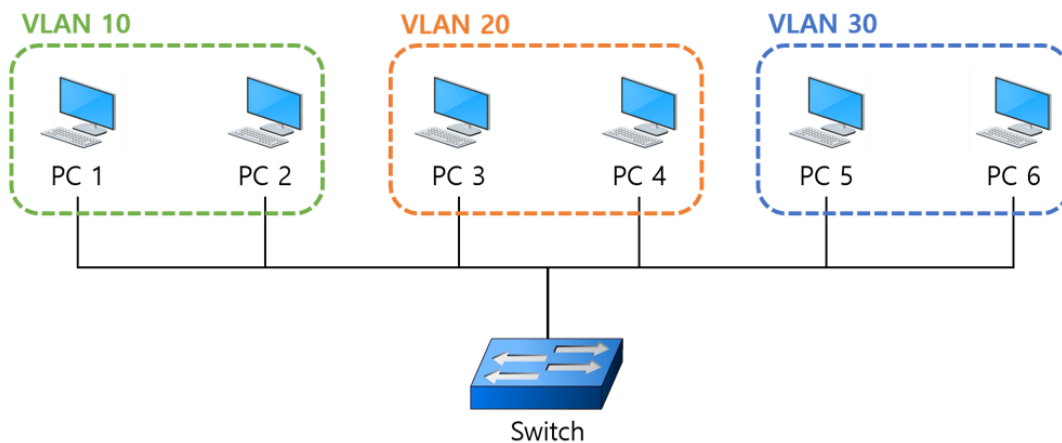 VLAN 10
VLAN 20
VLAN 30
PC 1
PC 2
PC 3
PC 4
PC 5
PC 6
Switch